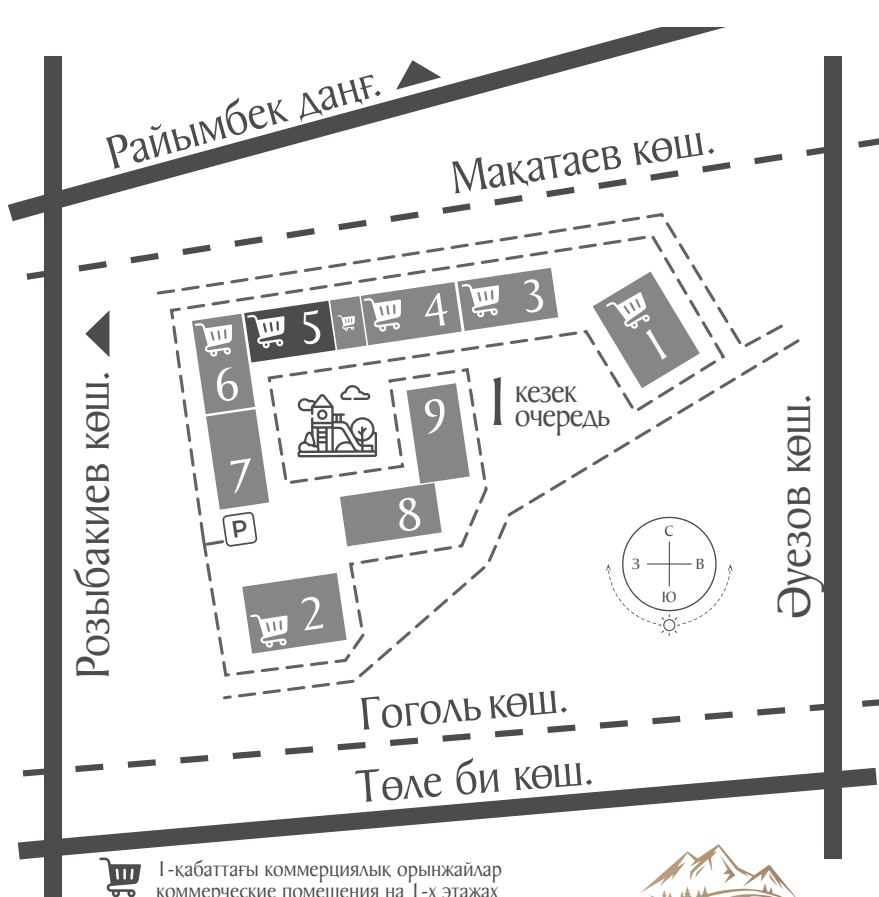 Райымбек даңғ.
Мақатаев көш.
5
4
3
1
6
9
1 кезек
очередь
7
8
P
2
Розыбакиев көш.
Әуезов көш.
С
З
В
Ю
Гоголь көш.
Төле би көш.
1-қабаттағы коммерциялық орынжайлар
коммерческие помещения на 1-х этажах